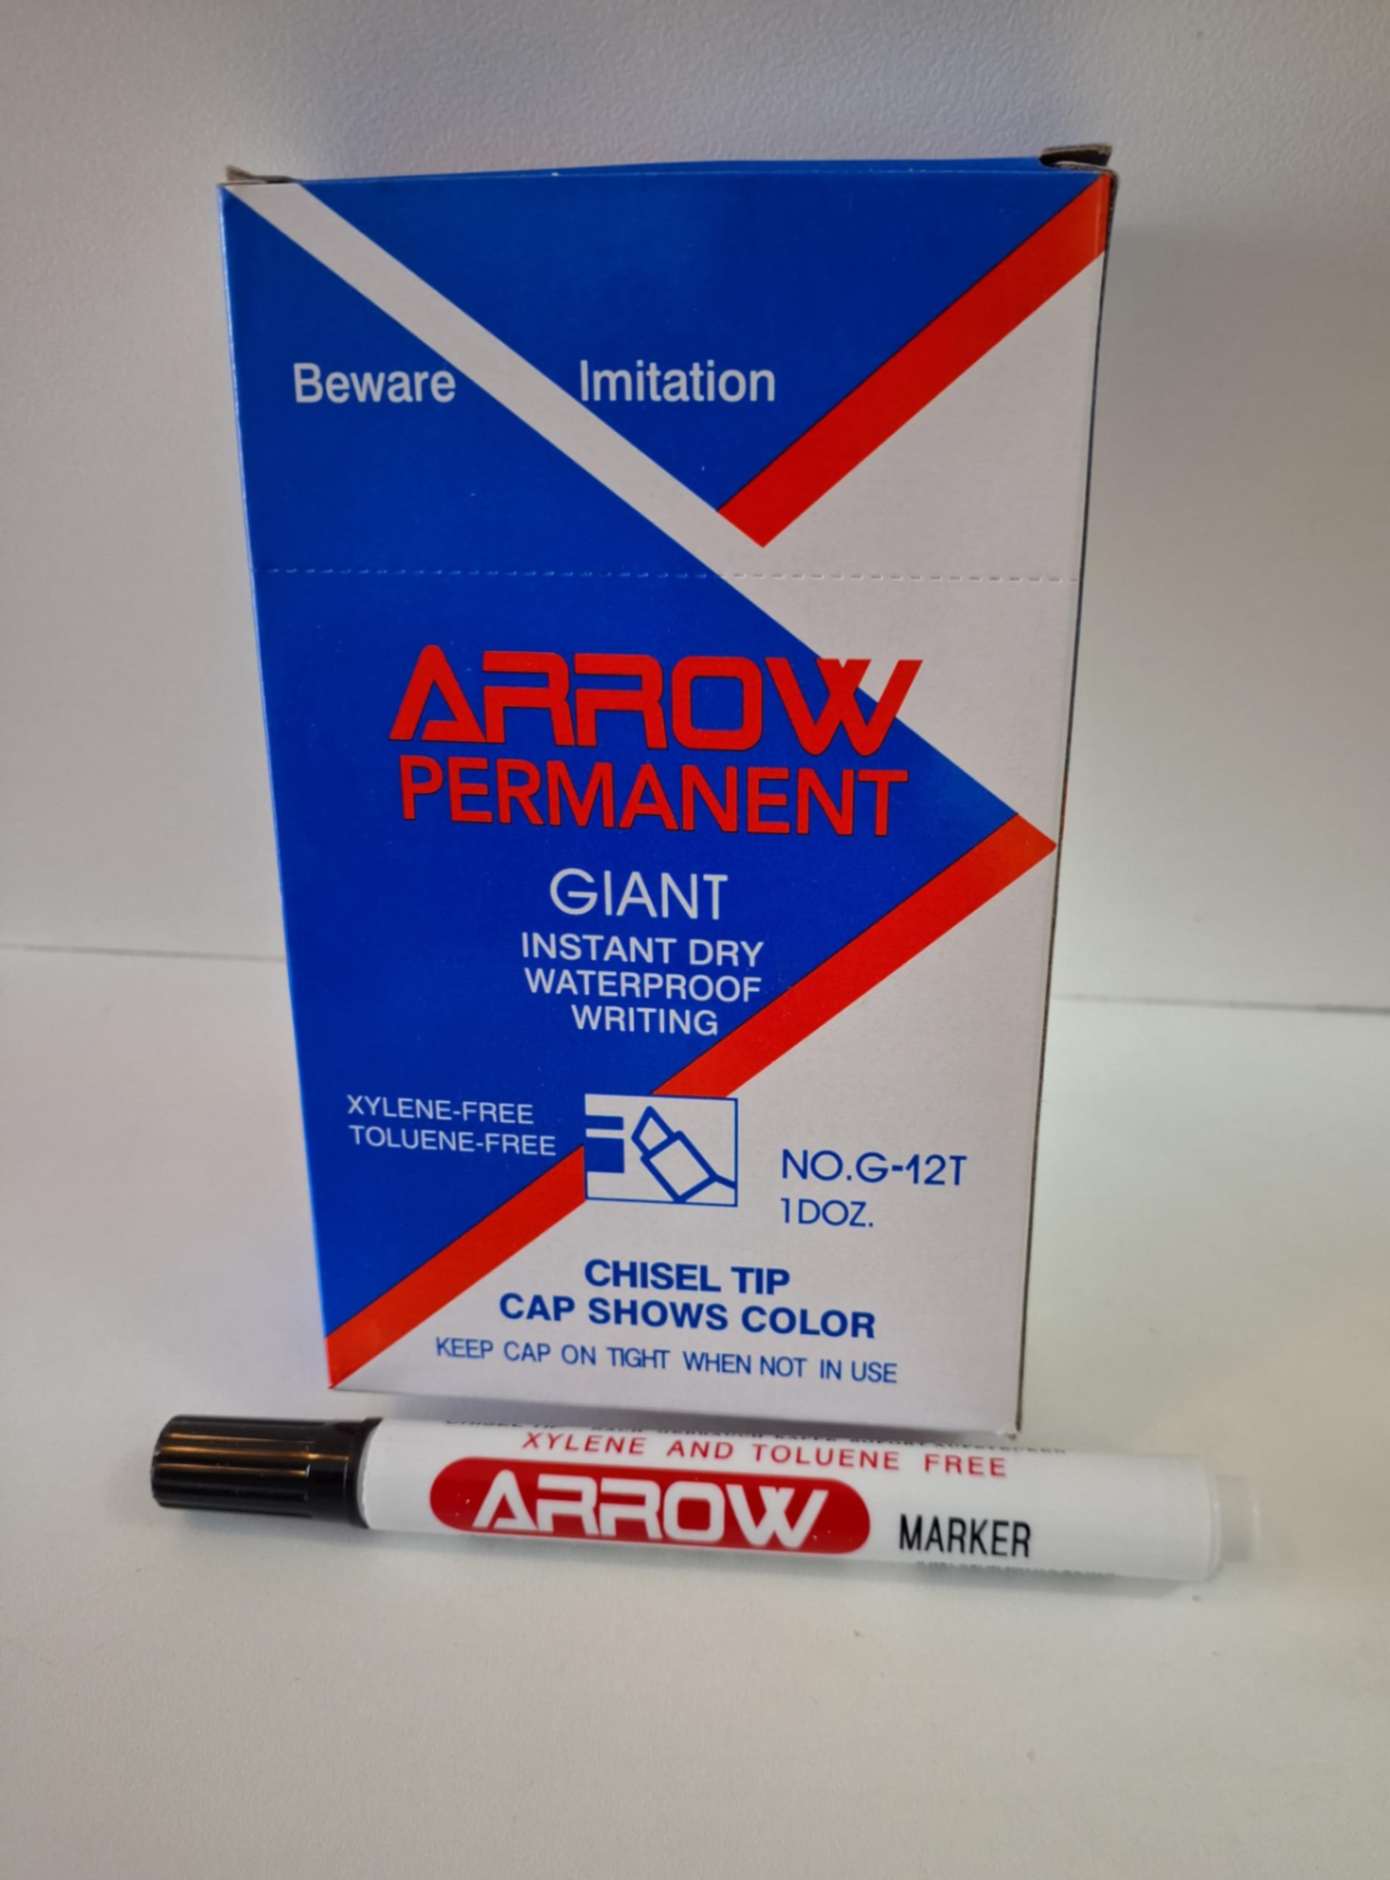 Beware Imitation
ARROW
PERMANENT
GIANT
INSTANT DRY
WATERPROOF
WRITING
XYLENE-FREE
TOLUENE-FREE
NO.G-12T
1DOZ.
CHISEL TIP
CAP SHOWS COLOR
KEEP CAP ON TIGHT WHEN NOT IN USE
XYLENE AND TOLUENE FREE
ARROW MARKER